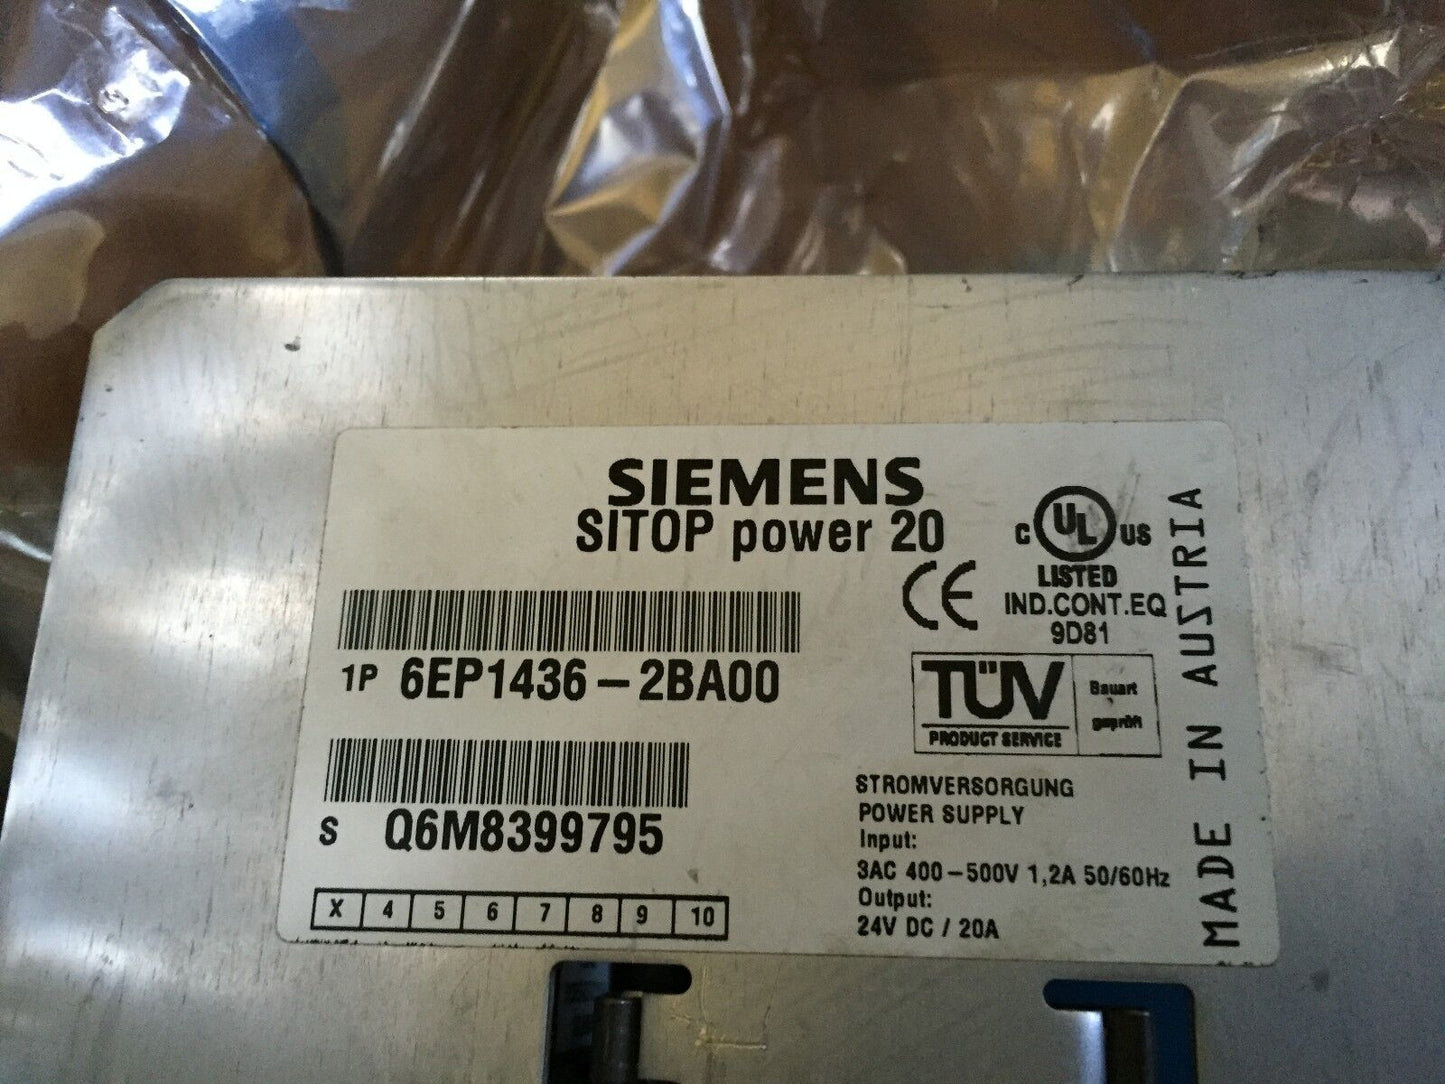 SIEMENS
SITOP power 20
1P 6EP1436-2BA00
S Q6M8399795
X 4 5 6 7 8 9 10
C UL US
LISTED
IND.CONT.EQ
9D81
CE
TÜV
PRODUCT SERVICE
Bauart
geprüft
STROMVERSORGUNG
POWER SUPPLY
Input:
3AC 400-500V 1,2A 50/60Hz
Output:
24V DC / 20A
MADE IN AUSTRIA